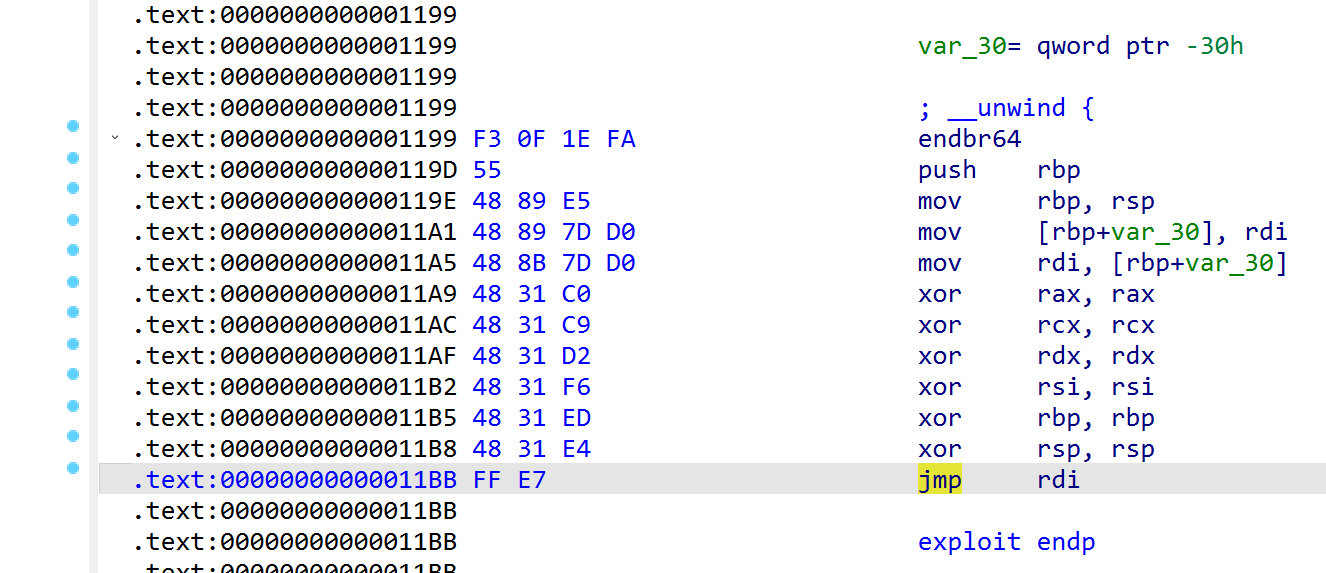 .text:0000000000001199
.text:0000000000001199 var_30= qword ptr -30h
.text:0000000000001199
.text:0000000000001199 ; __unwind {
.text:0000000000001199 F3 0F 1E FA endbr64
.text:000000000000119D 55 push rbp
.text:000000000000119E 48 89 E5 mov rbp, rsp
.text:00000000000011A1 48 89 7D D0 mov [rbp+var_30], rdi
.text:00000000000011A5 48 8B 7D D0 mov rdi, [rbp+var_30]
.text:00000000000011A9 48 31 C0 xor rax, rax
.text:00000000000011AC 48 31 C9 xor rcx, rcx
.text:00000000000011AF 48 31 D2 xor rdx, rdx
.text:00000000000011B2 48 31 F6 xor rsi, rsi
.text:00000000000011B5 48 31 ED xor rbp, rbp
.text:00000000000011B8 48 31 E4 xor rsp, rsp
.text:00000000000011BB FF E7 jmp rdi
.text:00000000000011BB
.text:00000000000011BB exploit endp
.text:00000000000011BB